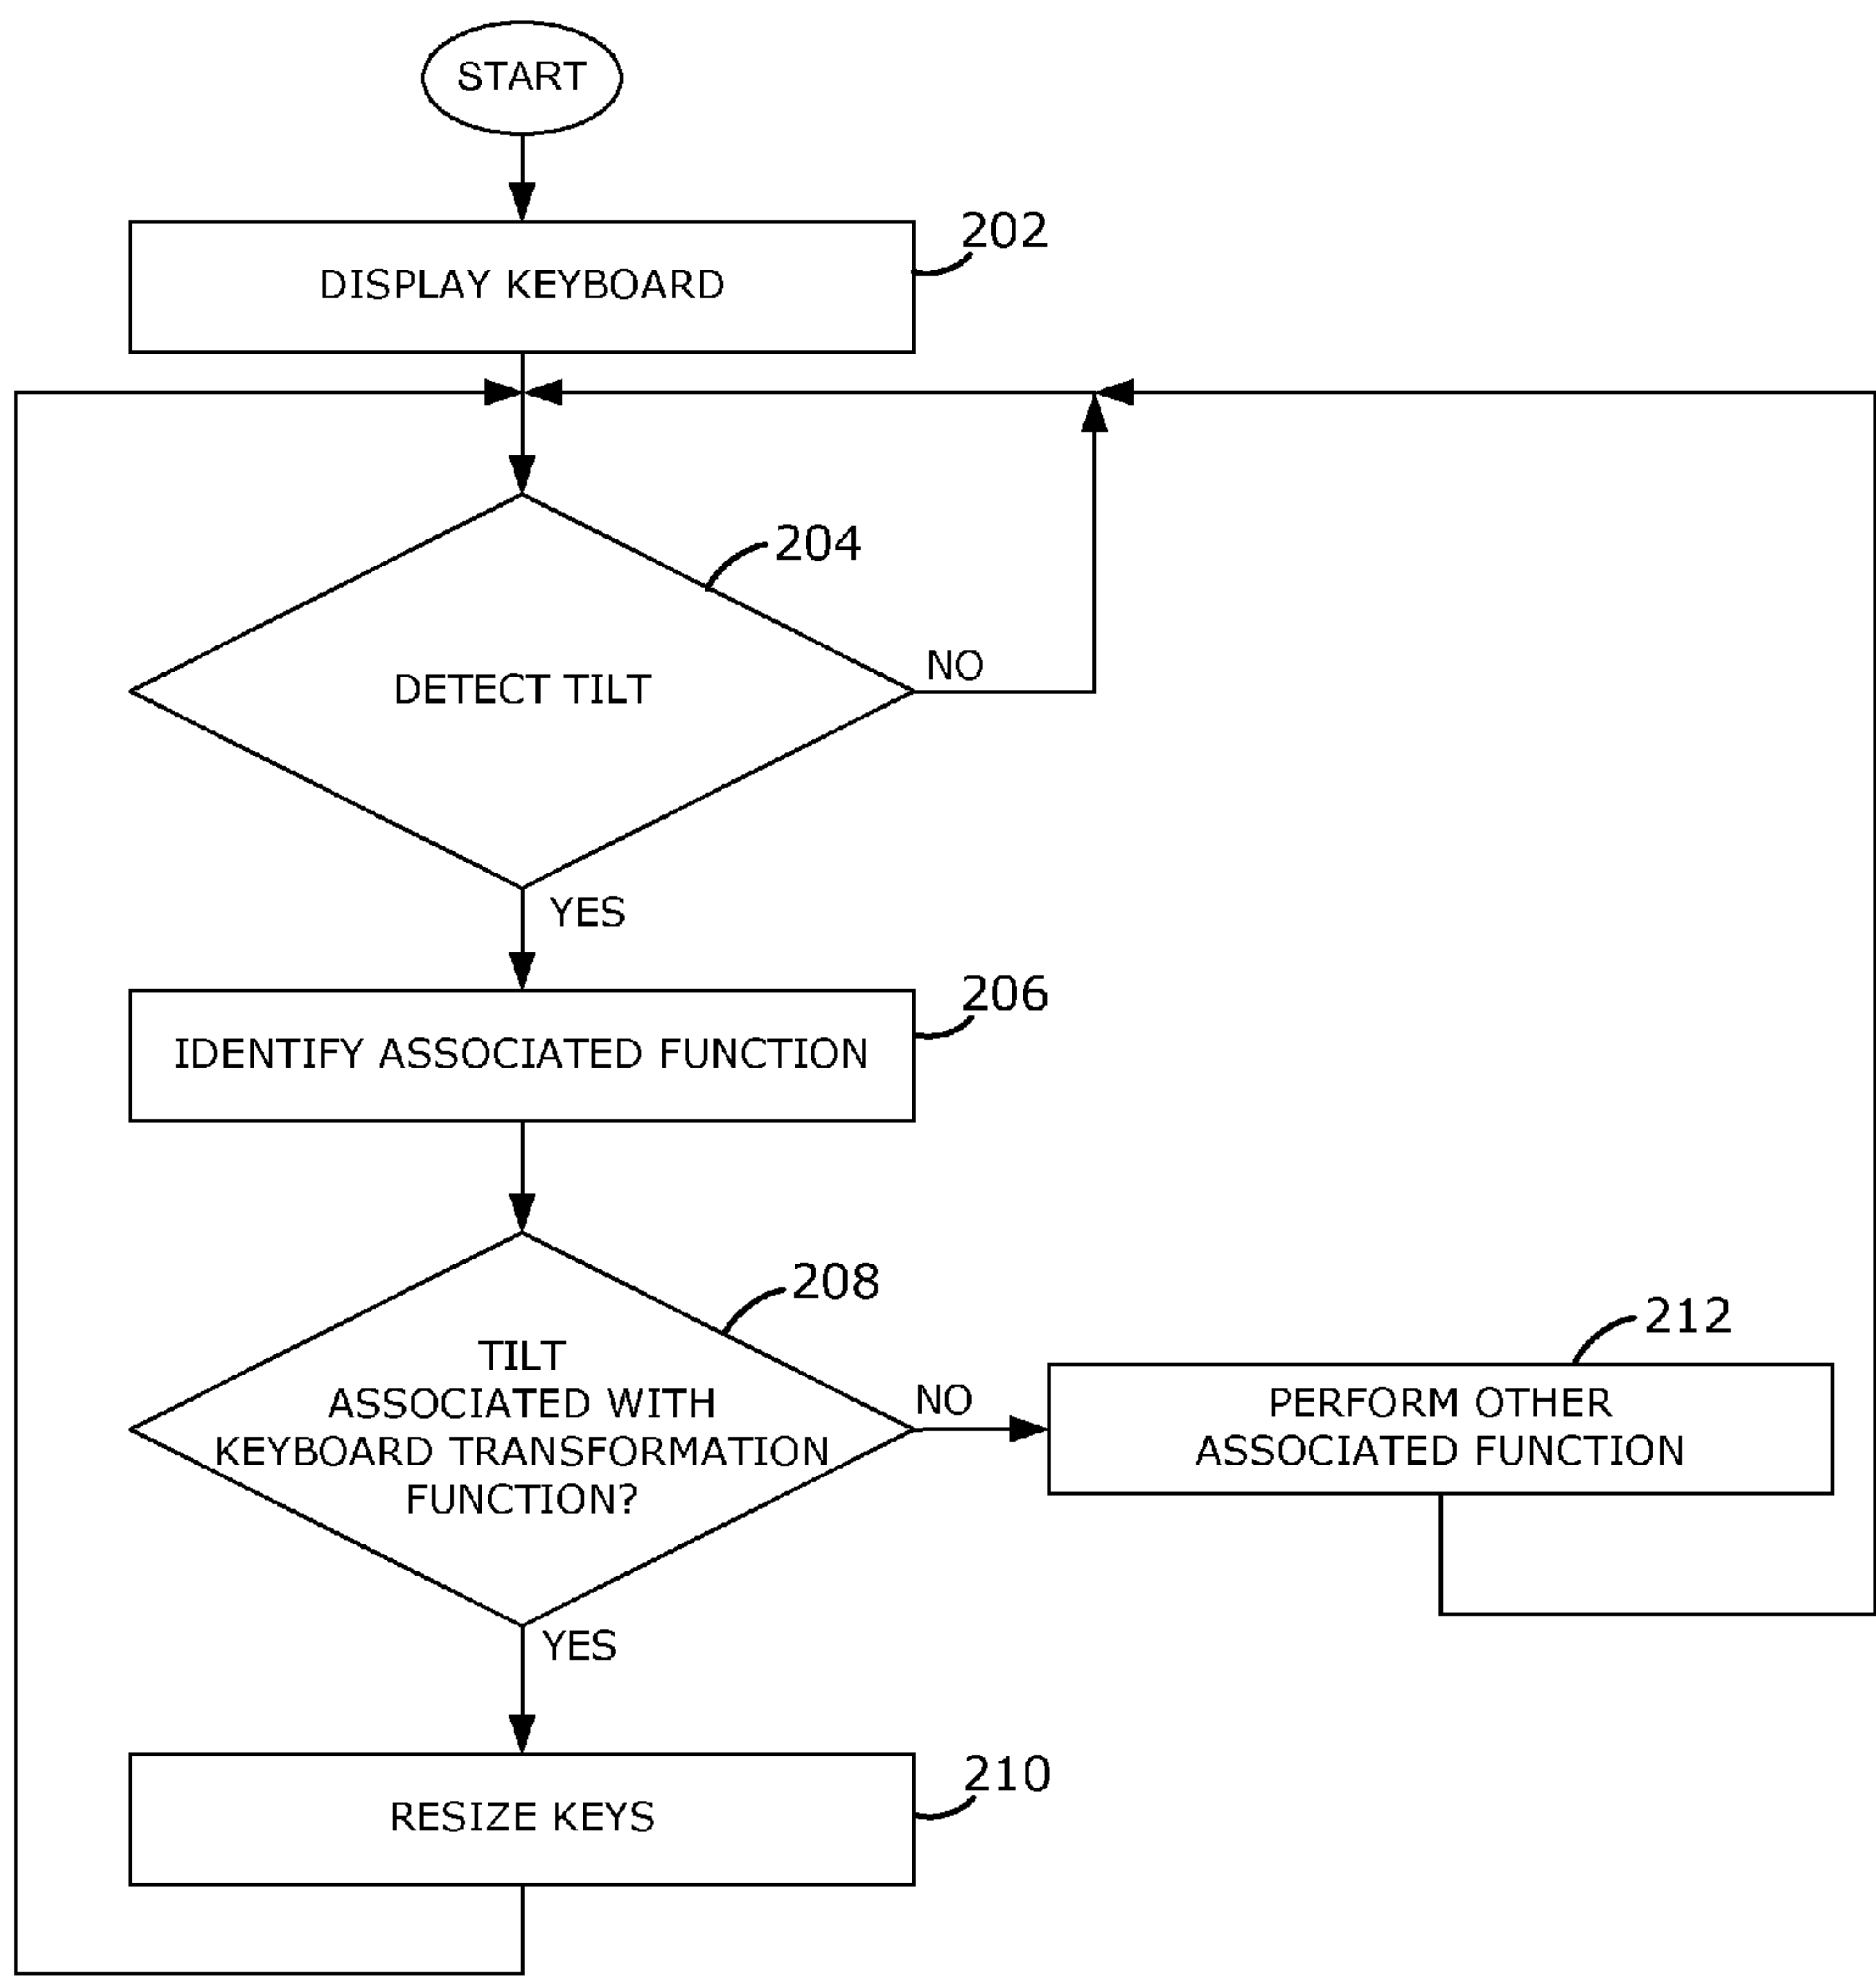 START
202
DISPLAY KEYBOARD
204
DETECT TILT
NO
YES
206
IDENTIFY ASSOCIATED FUNCTION
208
TILT
ASSOCIATED WITH
KEYBOARD TRANSFORMATION
FUNCTION?
NO
212
PERFORM OTHER
ASSOCIATED FUNCTION
YES
210
RESIZE KEYS